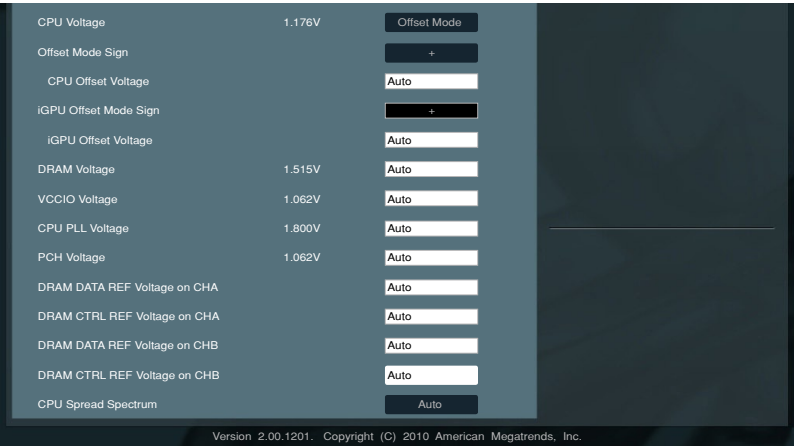 CPU Voltage 1.176V Offset Mode
Offset Mode Sign +
CPU Offset Voltage Auto
iGPU Offset Mode Sign +
iGPU Offset Voltage Auto
DRAM Voltage 1.515V Auto
VCCIO Voltage 1.062V Auto
CPU PLL Voltage 1.800V Auto
PCH Voltage 1.062V Auto
DRAM DATA REF Voltage on CHA Auto
DRAM CTRL REF Voltage on CHA Auto
DRAM DATA REF Voltage on CHB Auto
DRAM CTRL REF Voltage on CHB Auto
CPU Spread Spectrum Auto
Version 2.00.1201. Copyright (C) 2010 American Megatrends, Inc.